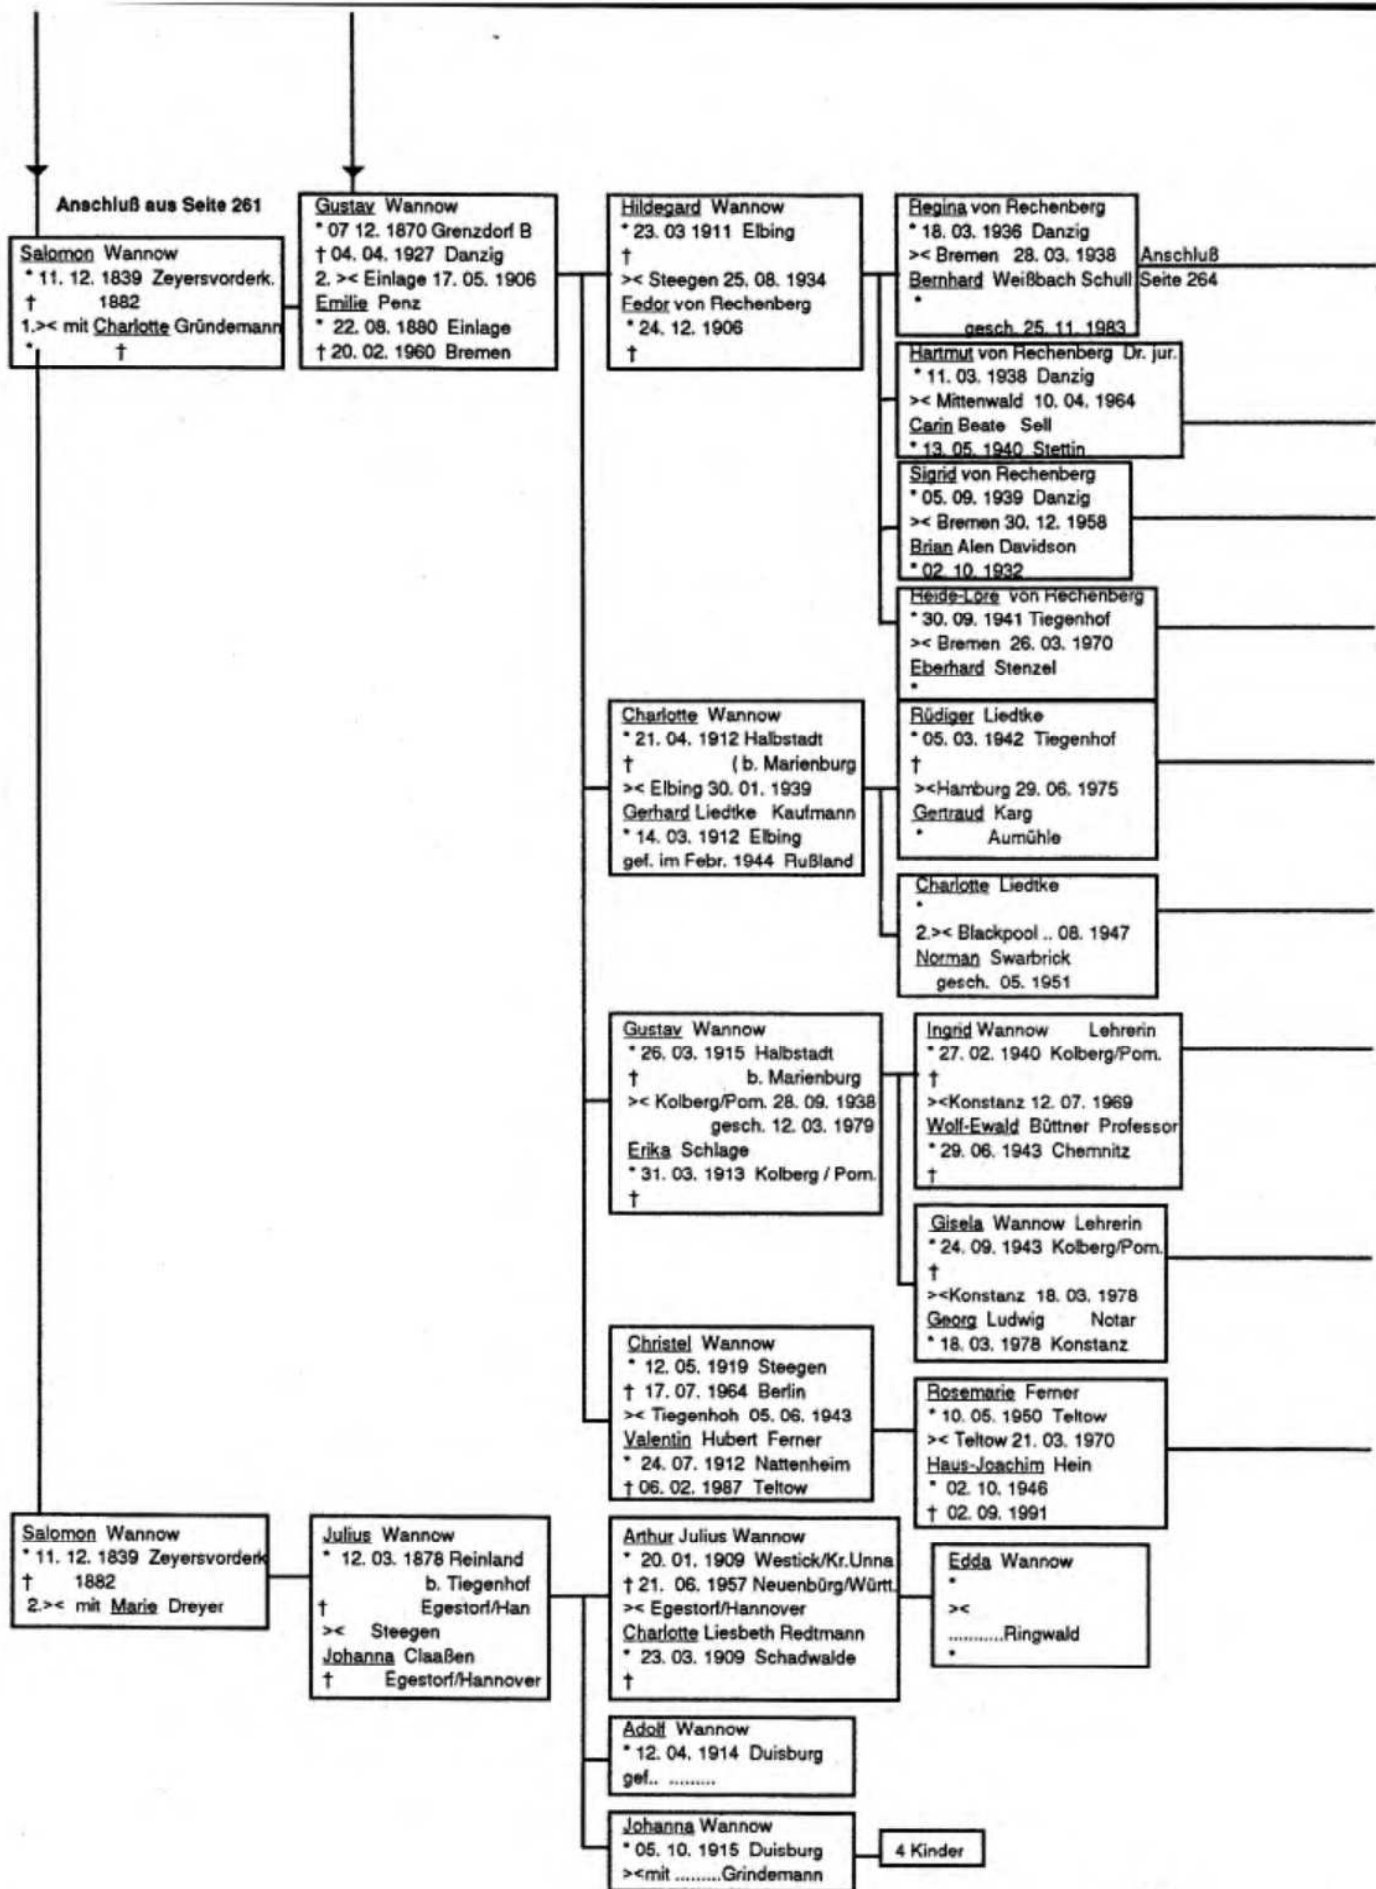 Anschluß aus Seite 261
Salomon Wannow
* 11. 12. 1839 Zeyersvorderk.
† 1882
1.>< mit Charlotte Gründemann
* †
Gustav Wannow
* 07 12. 1870 Grenzdorf B
† 04. 04. 1927 Danzig
2. >< Einlage 17. 05. 1906
Emilie Penz
* 22. 08. 1880 Einlage
† 20. 02. 1960 Bremen
Hildegard Wannow
* 23. 03 1911 Elbing
†
>< Steegen 25. 08. 1934
Fedor von Rechenberg
* 24. 12. 1906
†
Regina von Rechenberg
* 18. 03. 1936 Danzig
>< Bremen 28. 03. 1938
Bernhard Weißbach Schull
*
gesch. 25. 11. 1983
Anschluß
Seite 264
Hartmut von Rechenberg Dr. jur.
* 11. 03. 1938 Danzig
>< Mittenwald 10. 04. 1964
Carin Beate Sell
* 13. 05. 1940 Stettin
Sigrid von Rechenberg
* 05. 09. 1939 Danzig
>< Bremen 30. 12. 1958
Brian Alen Davidson
* 02. 10. 1932
Heide-Lore von Rechenberg
* 30. 09. 1941 Tiegenhof
>< Bremen 26. 03. 1970
Eberhard Stenzel
*
Charlotte Wannow
* 21. 04. 1912 Halbstadt
† ( b. Marienburg
>< Elbing 30. 01. 1939
Gerhard Liedtke Kaufmann
* 14. 03. 1912 Elbing
gef. im Febr. 1944 Rußland
Rüdiger Liedtke
* 05. 03. 1942 Tiegenhof
†
><Hamburg 29. 06. 1975
Gertraud Karg
* Aumühle
Charlotte Liedtke
*
2.>< Blackpool .. 08. 1947
Norman Swarbrick
gesch. 05. 1951
Gustav Wannow
* 26. 03. 1915 Halbstadt
† b. Marienburg
>< Kolberg/Pom. 28. 09. 1938
gesch. 12. 03. 1979
Erika Schlage
* 31. 03. 1913 Kolberg / Pom.
†
Ingrid Wannow Lehrerin
* 27. 02. 1940 Kolberg/Pom.
†
><Konstanz 12. 07. 1969
Wolf-Ewald Büttner Professor
* 29. 06. 1943 Chemnitz
†
Gisela Wannow Lehrerin
* 24. 09. 1943 Kolberg/Pom.
†
><Konstanz 18. 03. 1978
Georg Ludwig Notar
* 18. 03. 1978 Konstanz
Christel Wannow
* 12. 05. 1919 Steegen
† 17. 07. 1964 Berlin
>< Tiegenhoh 05. 06. 1943
Valentin Hubert Ferner
* 24. 07. 1912 Nattenheim
† 06. 02. 1987 Teltow
Rosemarie Ferner
* 10. 05. 1950 Teltow
>< Teltow 21. 03. 1970
Haus-Joachim Hein
* 02. 10. 1946
† 02. 09. 1991
Salomon Wannow
* 11. 12. 1839 Zeyersvorderk
† 1882
2.>< mit Marie Dreyer
Julius Wannow
* 12. 03. 1878 Reinland
b. Tiegenhof
† Egestorf/Han
>< Steegen
Johanna Claaßen
† Egestorf/Hannover
Arthur Julius Wannow
* 20. 01. 1909 Westick/Kr.Unna
† 21. 06. 1957 Neuenbürg/Württ.
>< Egestorf/Hannover
Charlotte Liesbeth Redtmann
* 23. 03. 1909 Schadwalde
†
Edda Wannow
*
><
...........Ringwald
*
Adolf Wannow
* 12. 04. 1914 Duisburg
gef.. .........
Johanna Wannow
* 05. 10. 1915 Duisburg
><mit .........Grindemann
4 Kinder